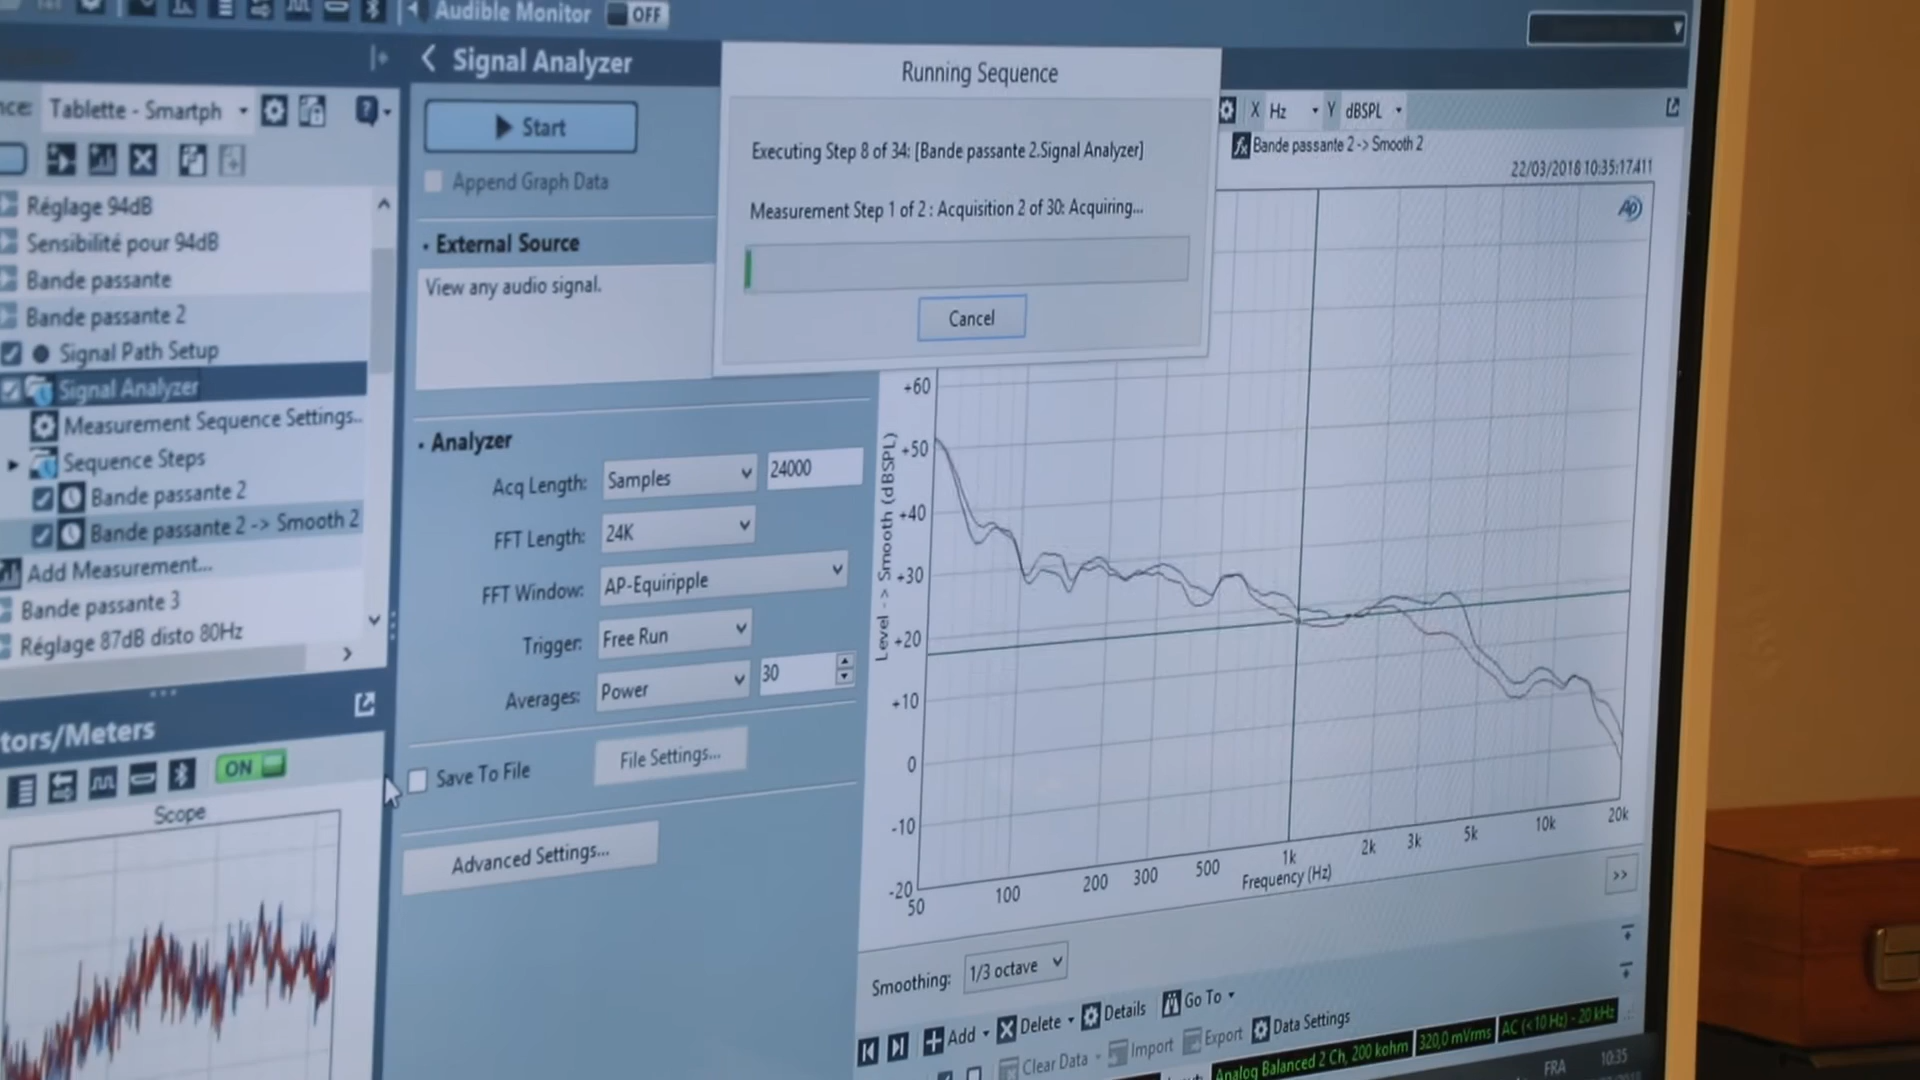 Audible Monitor OFF
Signal Analyzer
Running Sequence
Executing Step 8 of 34: [Bande passante 2.Signal Analyzer]
Measurement Step 1 of 2 : Acquisition 2 of 30: Acquiring...
Cancel
Tablette - Smartph
Réglage 94dB
Sensibilité pour 94dB
Bande passante
Bande passante 2
Signal Path Setup
Signal Analyzer
Measurement Sequence Settings...
Sequence Steps
Bande passante 2
Bande passante 2 -> Smooth 2
Add Measurement...
Bande passante 3
Réglage 87dB disto 80Hz
tors/Meters
ON
Scope
Start
Append Graph Data
External Source
View any audio signal.
Analyzer
Acq Length: Samples 24000
FFT Length: 24K
FFT Window: AP-Equiripple
Trigger: Free Run
Averages: Power 30
Save To File File Settings...
Advanced Settings...
X Hz Y dBSPL
Bande passante 2 -> Smooth 2
22/03/2018 10:35:17.411
AP
Level -> Smooth (dBSPL)
+60
+50
+40
+30
+20
+10
0
-10
-20
50 100 200 300 500 1k 2k 3k 5k 10k 20k
Frequency (Hz)
>>
Smoothing: 1/3 octave
Add Delete Details Go To
Clear Data Import Export Data Settings
Analog Balanced 2 Ch, 200 kohm 320,0 mVrms AC (<10 Hz) - 20 kHz
FRA 10:35